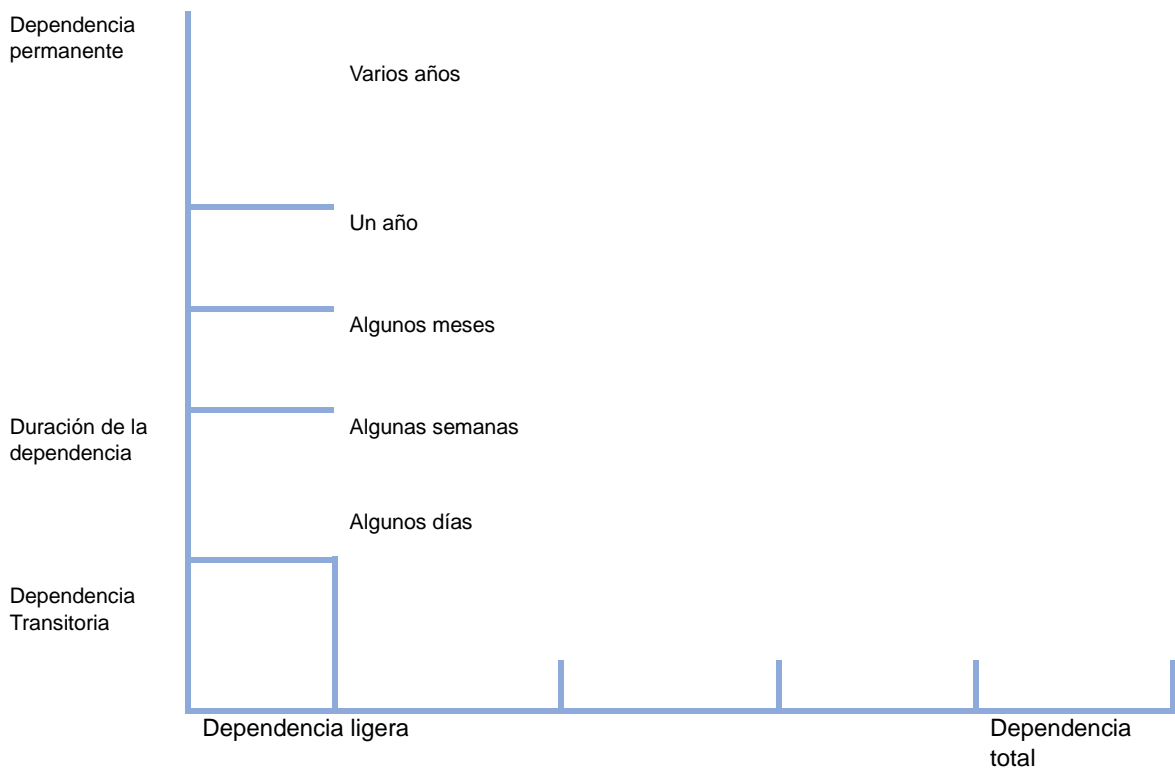 Dependencia
permanente
Varios años
Un año
Algunos meses
Duración de la
dependencia
Algunas semanas
Algunos días
Dependencia
Transitoria
Dependencia ligera
Dependencia
total